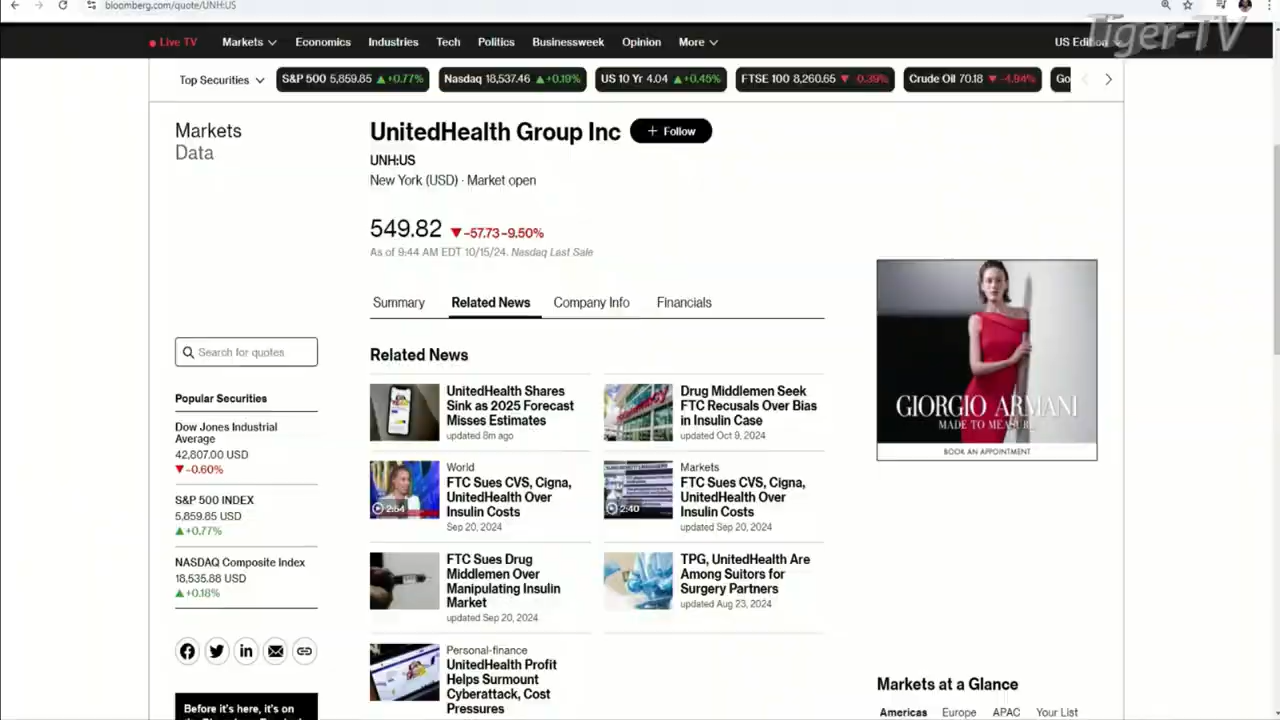 bloomberg.com/quote/UNH:US
Tiger-TV
Live TV Markets Economics Industries Tech Politics Businessweek Opinion More US Edition
Top Securities S&P 500 5,859.85 ▲+0.77% Nasdaq 18,537.46 ▲+0.19% US 10 Yr 4.04 ▲+0.45% FTSE 100 8,260.65 ▼-0.39% Crude Oil 70.18 ▼-4.94% Go
Markets
Data
UnitedHealth Group Inc + Follow
UNH:US
New York (USD) · Market open
549.82 ▼-57.73 -9.50%
As of 9:44 AM EDT 10/15/24. Nasdaq Last Sale
Summary Related News Company Info Financials
Search for quotes
Popular Securities
Dow Jones Industrial
Average
42,807.00 USD
▼-0.60%
S&P 500 INDEX
5,859.85 USD
▲+0.77%
NASDAQ Composite Index
18,535.88 USD
▲+0.18%
Before it's here, it's on
Related News
UnitedHealth Shares
Sink as 2025 Forecast
Misses Estimates
updated 8m ago
Drug Middlemen Seek
FTC Recusals Over Bias
in Insulin Case
updated Oct 9, 2024
2:54
World
FTC Sues CVS, Cigna,
UnitedHealth Over
Insulin Costs
Sep 20, 2024
2:40
Markets
FTC Sues CVS, Cigna,
UnitedHealth Over
Insulin Costs
updated Sep 20, 2024
FTC Sues Drug
Middlemen Over
Manipulating Insulin
Market
updated Sep 20, 2024
TPG, UnitedHealth Are
Among Suitors for
Surgery Partners
updated Aug 23, 2024
Personal-finance
UnitedHealth Profit
Helps Surmount
Cyberattack, Cost
Pressures
GIORGIO ARMANI
MADE TO MEASURE
BOOK AN APPOINTMENT
Markets at a Glance
Americas Europe APAC Your List